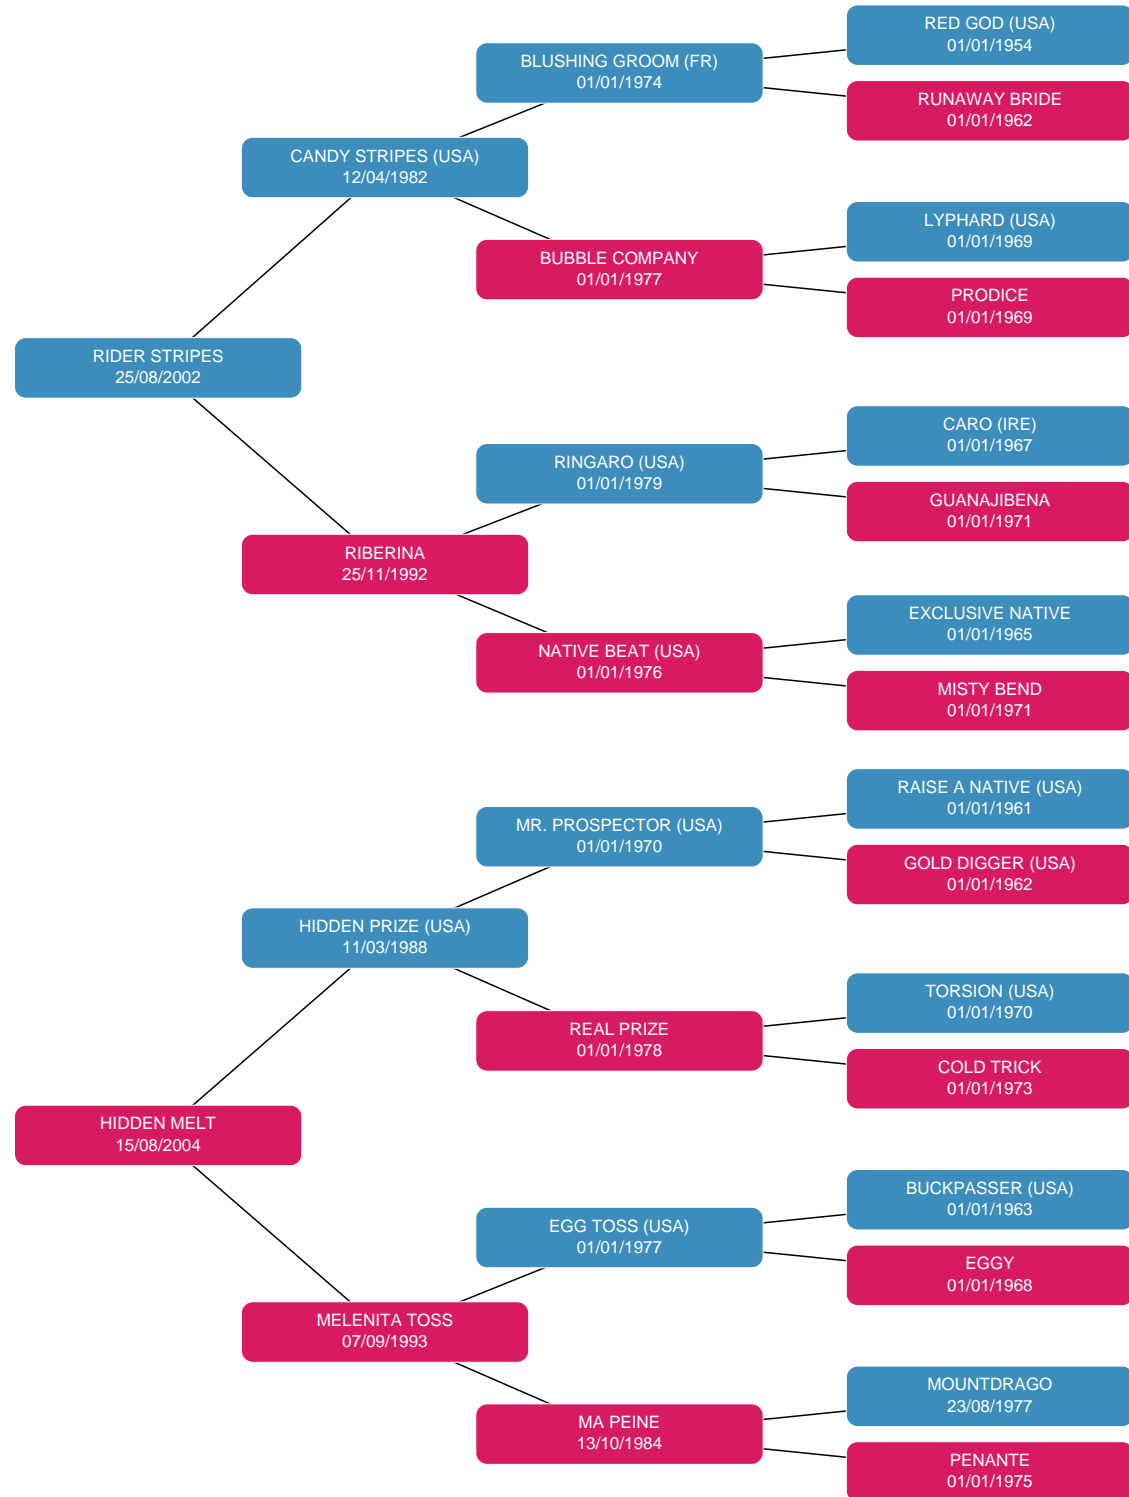 RED GOD (USA)
01/01/1954
BLUSHING GROOM (FR)
01/01/1974
RUNAWAY BRIDE
01/01/1962
CANDY STRIPES (USA)
12/04/1982
LYPHARD (USA)
01/01/1969
BUBBLE COMPANY
01/01/1977
PRODICE
01/01/1969
RIDER STRIPES
25/08/2002
CARO (IRE)
01/01/1967
RINGARO (USA)
01/01/1979
GUANAJIBENA
01/01/1971
RIBERINA
25/11/1992
EXCLUSIVE NATIVE
01/01/1965
NATIVE BEAT (USA)
01/01/1976
MISTY BEND
01/01/1971
RAISE A NATIVE (USA)
01/01/1961
MR. PROSPECTOR (USA)
01/01/1970
GOLD DIGGER (USA)
01/01/1962
HIDDEN PRIZE (USA)
11/03/1988
TORSION (USA)
01/01/1970
REAL PRIZE
01/01/1978
COLD TRICK
01/01/1973
HIDDEN MELT
15/08/2004
BUCKPASSER (USA)
01/01/1963
EGG TOSS (USA)
01/01/1977
EGGY
01/01/1968
MELENITA TOSS
07/09/1993
MOUNTDRAGO
23/08/1977
MA PEINE
13/10/1984
PENANTE
01/01/1975